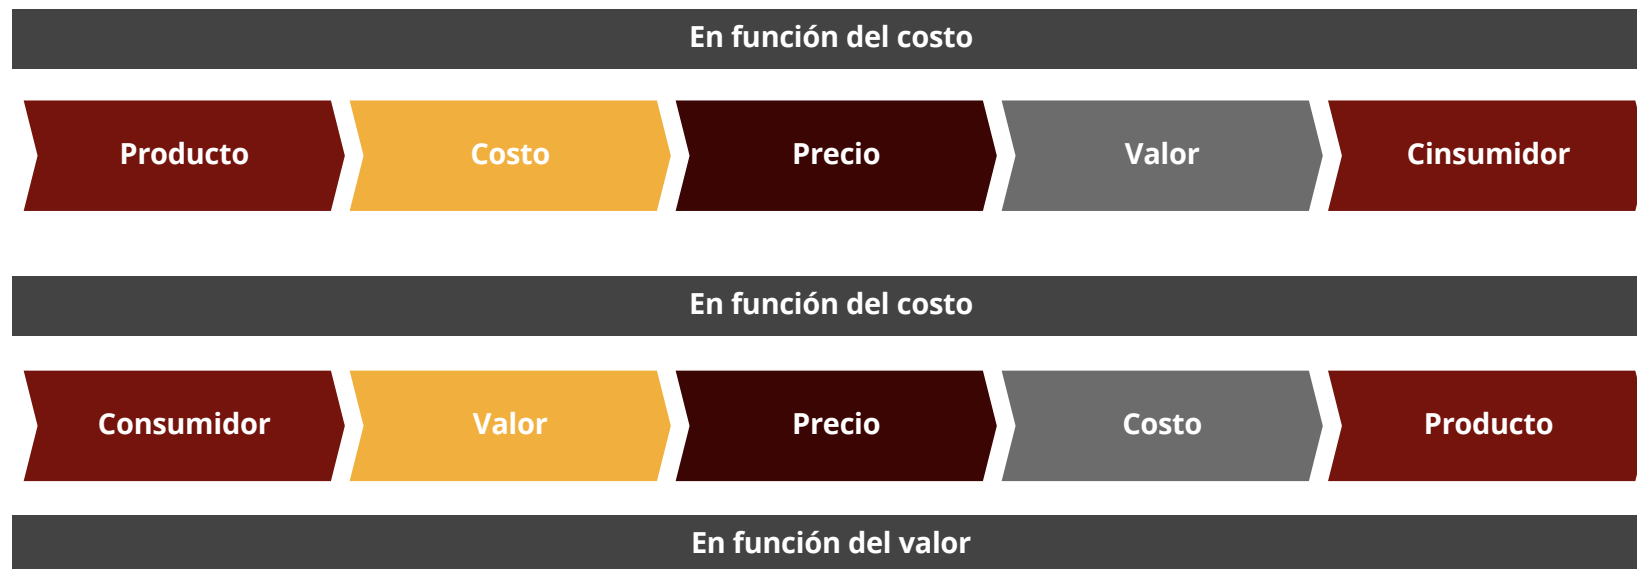 En función del costo
Producto Costo Precio Valor Cinsumidor
En función del costo
Consumidor Valor Precio Costo Producto
En función del valor